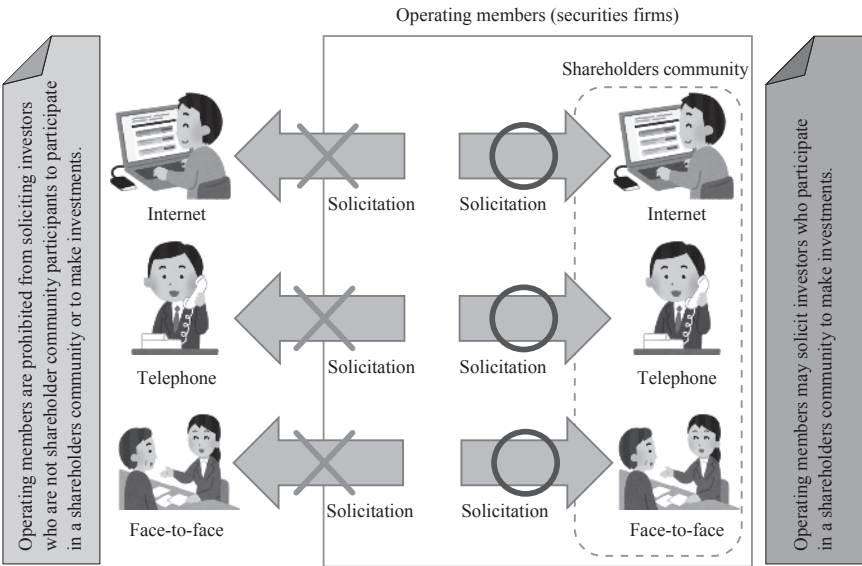 Operating members (securities firms)
Operating members are prohibited from soliciting investors
who are not shareholder community participants to participate
in a shareholders community or to make investments.
Shareholders community
Internet
Solicitation
Solicitation
Internet
Telephone
Solicitation
Solicitation
Telephone
Face-to-face
Solicitation
Solicitation
Face-to-face
Operating members may solicit investors who participate
in a shareholders community to make investments.